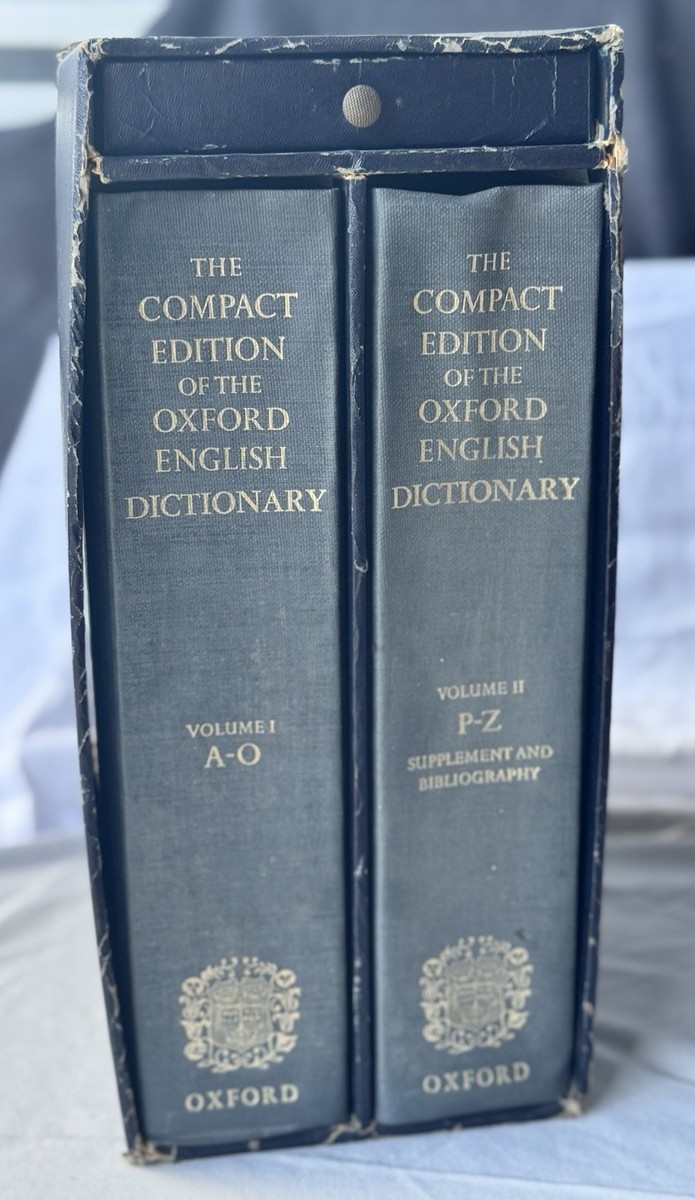 THE
COMPACT
EDITION
OF THE
OXFORD
ENGLISH
DICTIONARY
VOLUME I
A-O
OXFORD
THE
COMPACT
EDITION
OF THE
OXFORD
ENGLISH
DICTIONARY
VOLUME II
P-Z
SUPPLEMENT AND
BIBLIOGRAPHY
OXFORD